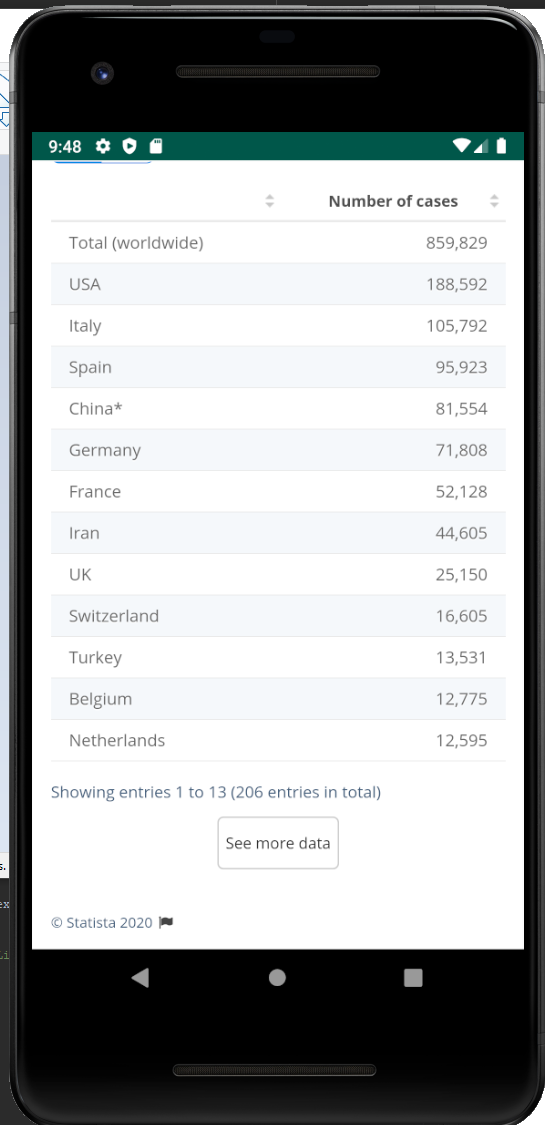 9:48
Number of cases
Total (worldwide) 859,829
USA 188,592
Italy 105,792
Spain 95,923
China* 81,554
Germany 71,808
France 52,128
Iran 44,605
UK 25,150
Switzerland 16,605
Turkey 13,531
Belgium 12,775
Netherlands 12,595
Showing entries 1 to 13 (206 entries in total)
See more data
© Statista 2020